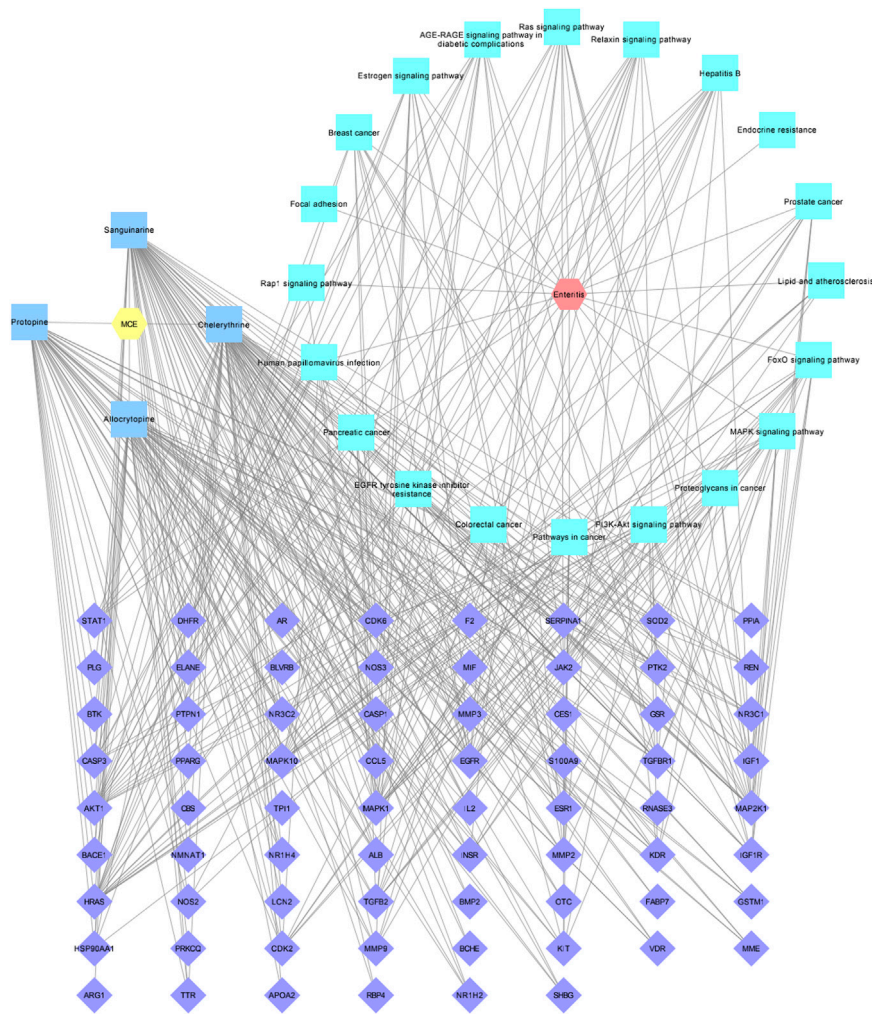 Ras signaling pathway
AGE-RAGE signaling pathway in
diabetic complications
Relaxin signaling pathway
Estrogen signaling pathway
Hepatitis B
Breast cancer
Endocrine resistance
Focal adhesion
Prostate cancer
Sanguinarine
Rap1 signaling pathway
Lipid and atherosclerosis
Enteritis
Protopine
MCE
Chelerythrine
Human papillomavirus infection
FoxO signaling pathway
Allocrytopine
Pancreatic cancer
MAPK signaling pathway
EGFR tyrosine kinase inhibitor
resistance
Proteoglycans in cancer
Colorectal cancer
Pathways in cancer
PI3K-Akt signaling pathway
STAT1 DHFR AR CDK6 F2 SERPINA1 SOD2 PPIA
PLG ELANE BLVRB NOS3 MIF JAK2 PTK2 REN
BTK PTPN1 NR3C2 CASP1 MMP3 CES1 GSR NR3C1
CASP3 PPARG MAPK10 CCL5 EGFR S100A9 TGFBR1 IGF1
AKT1 CBS TPI1 MAPK1 IL2 ESR1 RNASE3 MAP2K1
BACE1 NMNAT1 NR1H4 ALB INSR MMP2 KDR IGF1R
HRAS NOS2 LCN2 TGFB2 BMP2 OTC FABP7 GSTM1
HSP90AA1 PRKCQ CDK2 MMP9 BCHE KIT VDR MME
ARG1 TTR APOA2 RBP4 NR1H2 SHBG